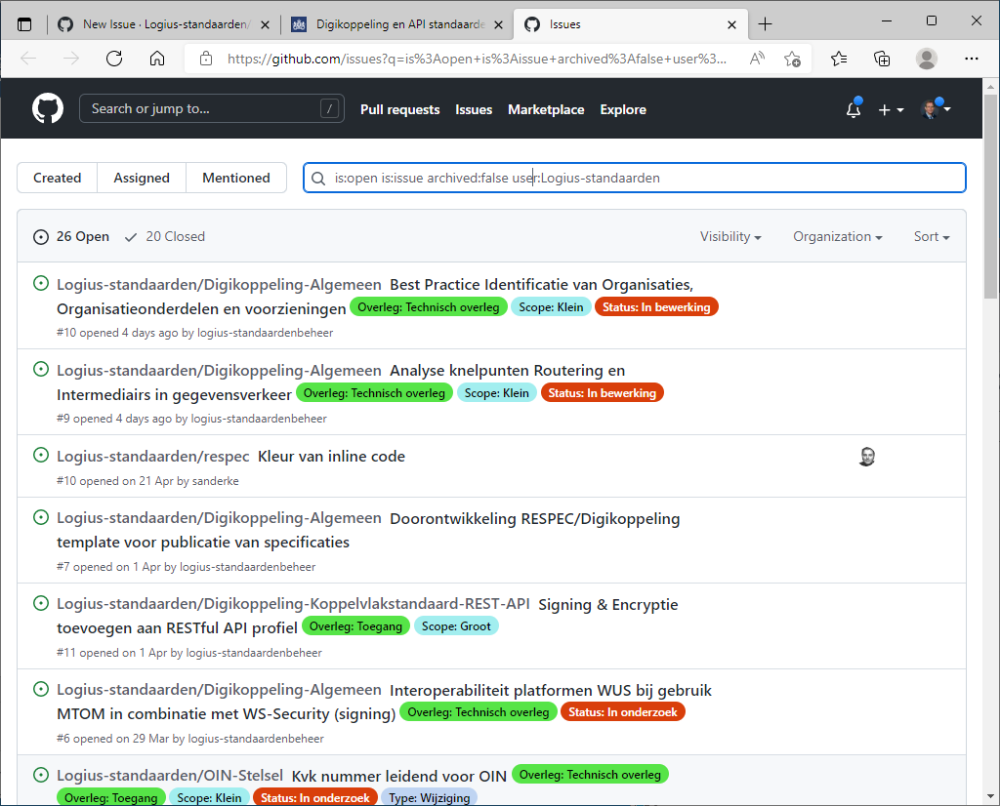 New Issue · Logius-standaarden/
Digikoppeling en API standaarde
Issues
https://github.com/issues?q=is%3Aopen+is%3Aissue+archived%3Afalse+user%3...
Search or jump to... /
Pull requests Issues Marketplace Explore
Created Assigned Mentioned
is:open is:issue archived:false user:Logius-standaarden
26 Open 20 Closed Visibility Organization Sort
Logius-standaarden/Digikoppeling-Algemeen Best Practice Identificatie van Organisaties,
Organisatieonderdelen en voorzieningen Overleg: Technisch overleg Scope: Klein Status: In bewerking
#10 opened 4 days ago by logius-standaardenbeheer
Logius-standaarden/Digikoppeling-Algemeen Analyse knelpunten Routering en
Intermediairs in gegevensverkeer Overleg: Technisch overleg Scope: Klein Status: In bewerking
#9 opened 4 days ago by logius-standaardenbeheer
Logius-standaarden/respec Kleur van inline code
#10 opened on 21 Apr by sanderke
Logius-standaarden/Digikoppeling-Algemeen Doorontwikkeling RESPEC/Digikoppeling
template voor publicatie van specificaties
#7 opened on 1 Apr by logius-standaardenbeheer
Logius-standaarden/Digikoppeling-Koppelvlakstandaard-REST-API Signing & Encryptie
toevoegen aan RESTful API profiel Overleg: Toegang Scope: Groot
#11 opened on 1 Apr by logius-standaardenbeheer
Logius-standaarden/Digikoppeling-Algemeen Interoperabiliteit platformen WUS bij gebruik
MTOM in combinatie met WS-Security (signing) Overleg: Technisch overleg Status: In onderzoek
#6 opened on 29 Mar by logius-standaardenbeheer
Logius-standaarden/OIN-Stelsel Kvk nummer leidend voor OIN Overleg: Technisch overleg
Overleg: Toegang Scope: Klein Status: In onderzoek Type: Wijziging